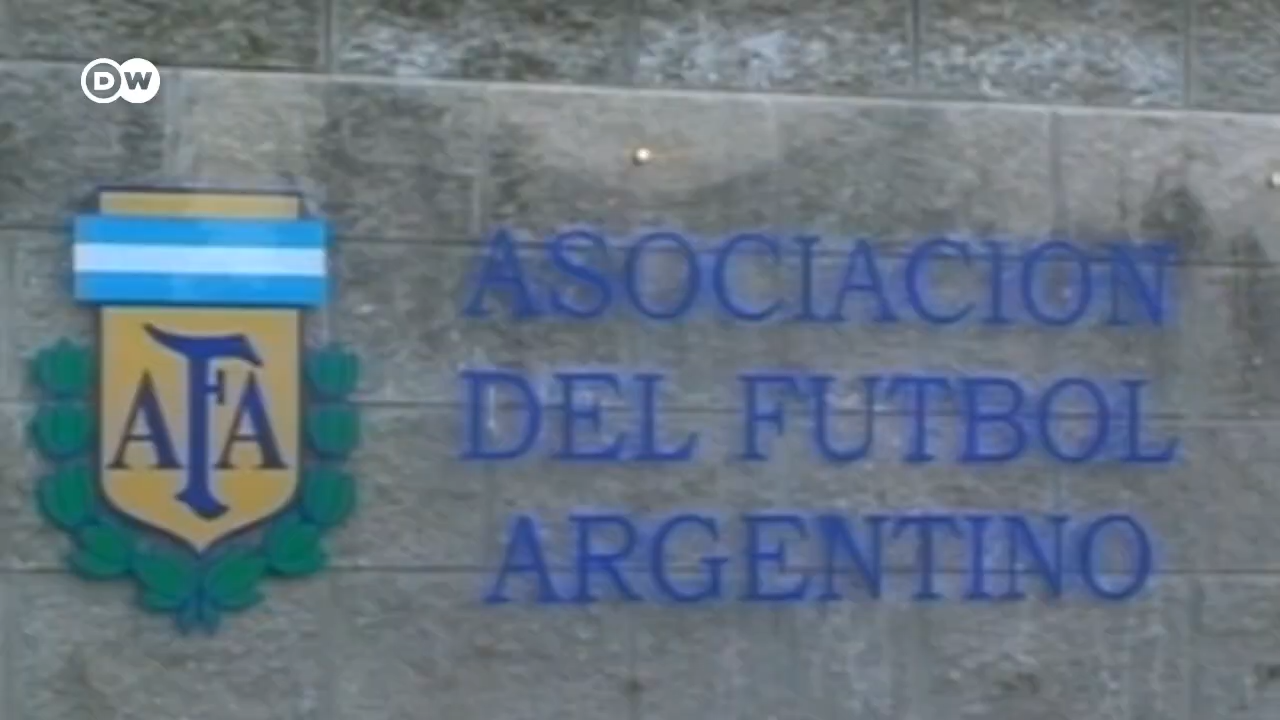 DW
ASOCIACION
DEL FUTBOL
ARGENTINO
AFA